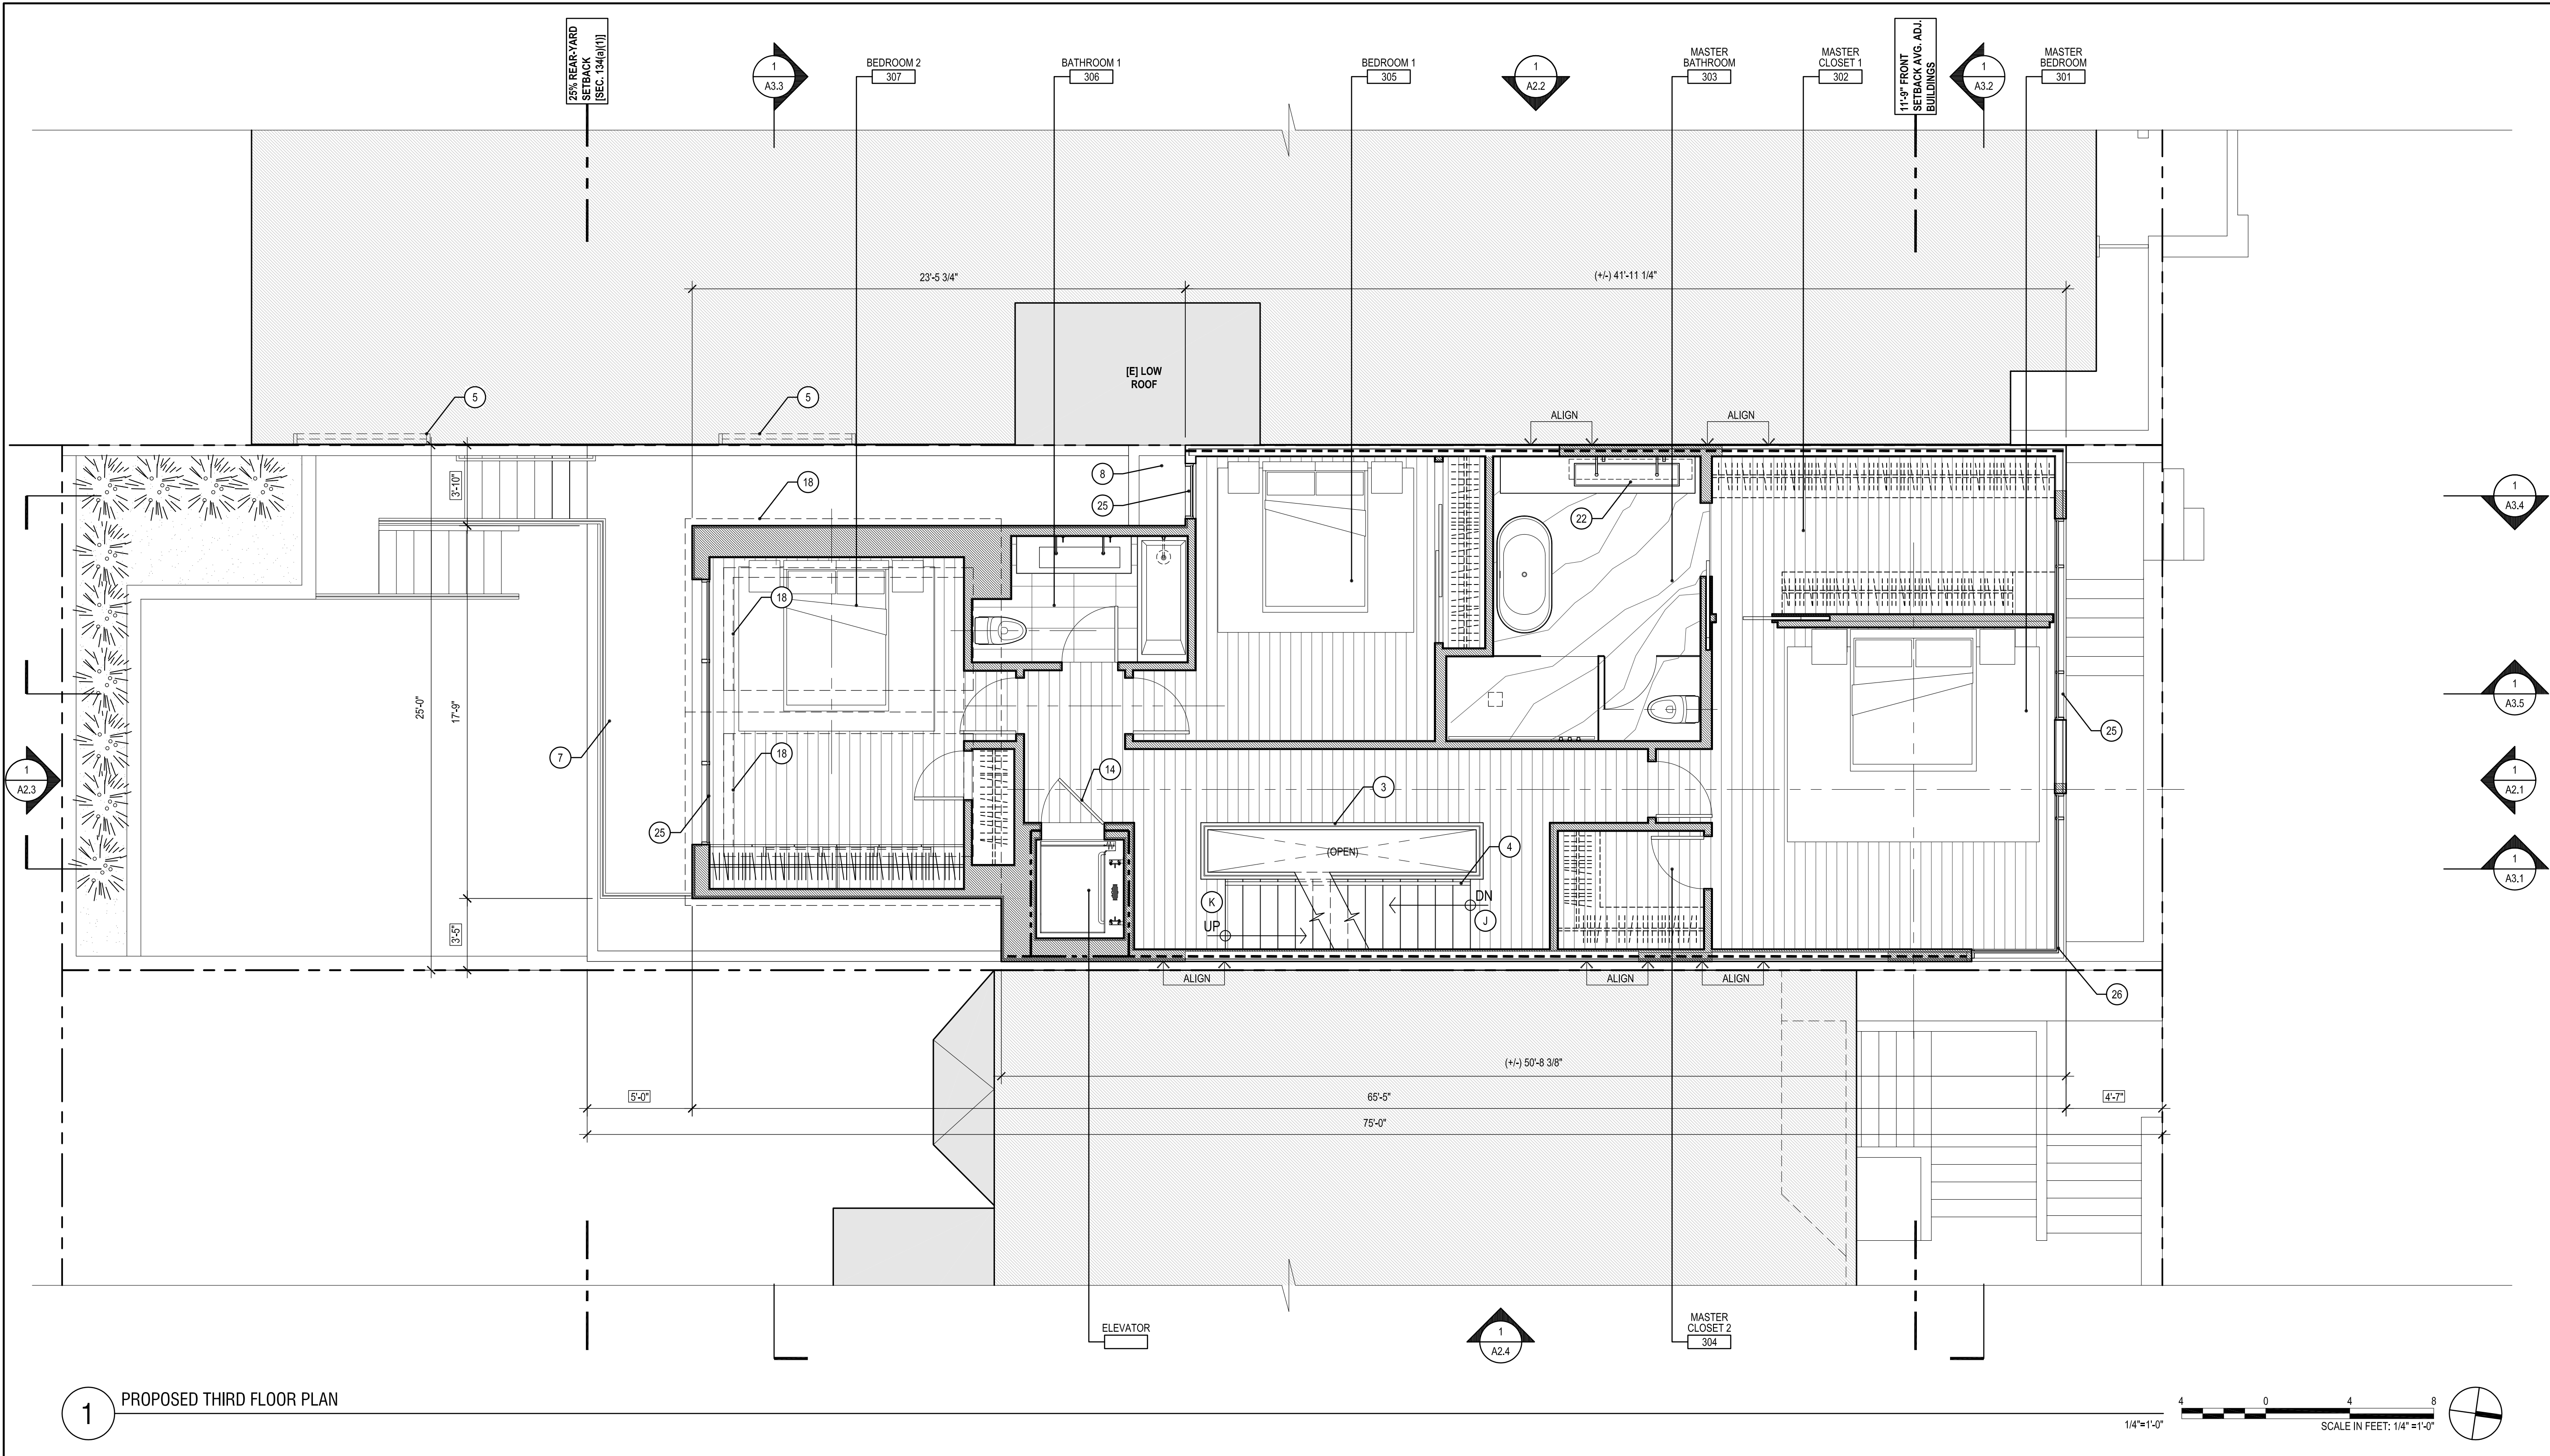 25% REAR-YARD
SETBACK
[SEC. 134(a)(1)]
1
A3.3
BEDROOM 2
307
BATHROOM 1
306
BEDROOM 1
305
1
A2.2
MASTER
BATHROOM
303
MASTER
CLOSET 1
302
11'-9" FRONT
SETBACK AVG. ADJ.
BUILDINGS
1
A3.2
MASTER
BEDROOM
301
23'-5 3/4"
(+/-) 41'-11 1/4"
[E] LOW
ROOF
5
5
ALIGN
ALIGN
3'-10"
18
8
25
22
1
A3.4
18
25'-0"
17'-9"
1
A3.5
7
18
14
25
1
A2.3
3
1
A2.1
25
(OPEN)
4
1
A3.1
K
DN
J
UP
3'-5"
ALIGN
ALIGN
ALIGN
26
(+/-) 50'-8 3/8"
5'-0"
65'-5"
4'-7"
75'-0"
ELEVATOR
1
A2.4
MASTER
CLOSET 2
304
1
PROPOSED THIRD FLOOR PLAN
1/4"=1'-0"
4 0 4 8
SCALE IN FEET: 1/4" =1'-0"